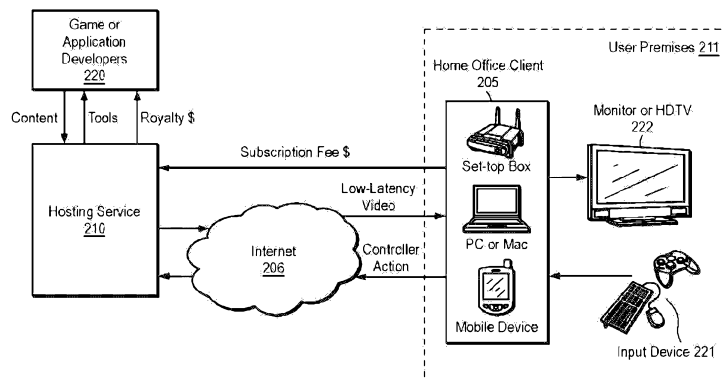 Game or
Application
Developers
220
Content
Tools
Royalty $
Hosting Service
210
Subscription Fee $
Low-Latency
Video
Internet
206
Controller
Action
User Premises 211
Home Office Client
205
Set-top Box
PC or Mac
Mobile Device
Monitor or HDTV
222
Input Device 221